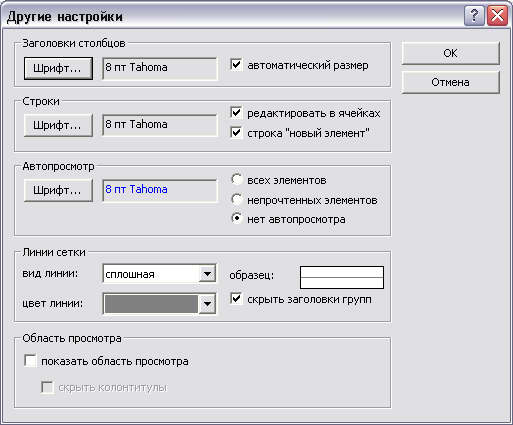 Другие настройки
Заголовки столбцов
Шрифт... 8 пт Tahoma автоматический размер
OK
Отмена
Строки
Шрифт... 8 пт Tahoma редактировать в ячейках
строка "новый элемент"
Автопросмотр
Шрифт... 8 пт Tahoma всех элементов
непрочтенных элементов
нет автопросмотра
Линии сетки
вид линии: сплошная образец:
цвет линии: скрыть заголовки групп
Область просмотра
показать область просмотра
скрыть колонтитулы